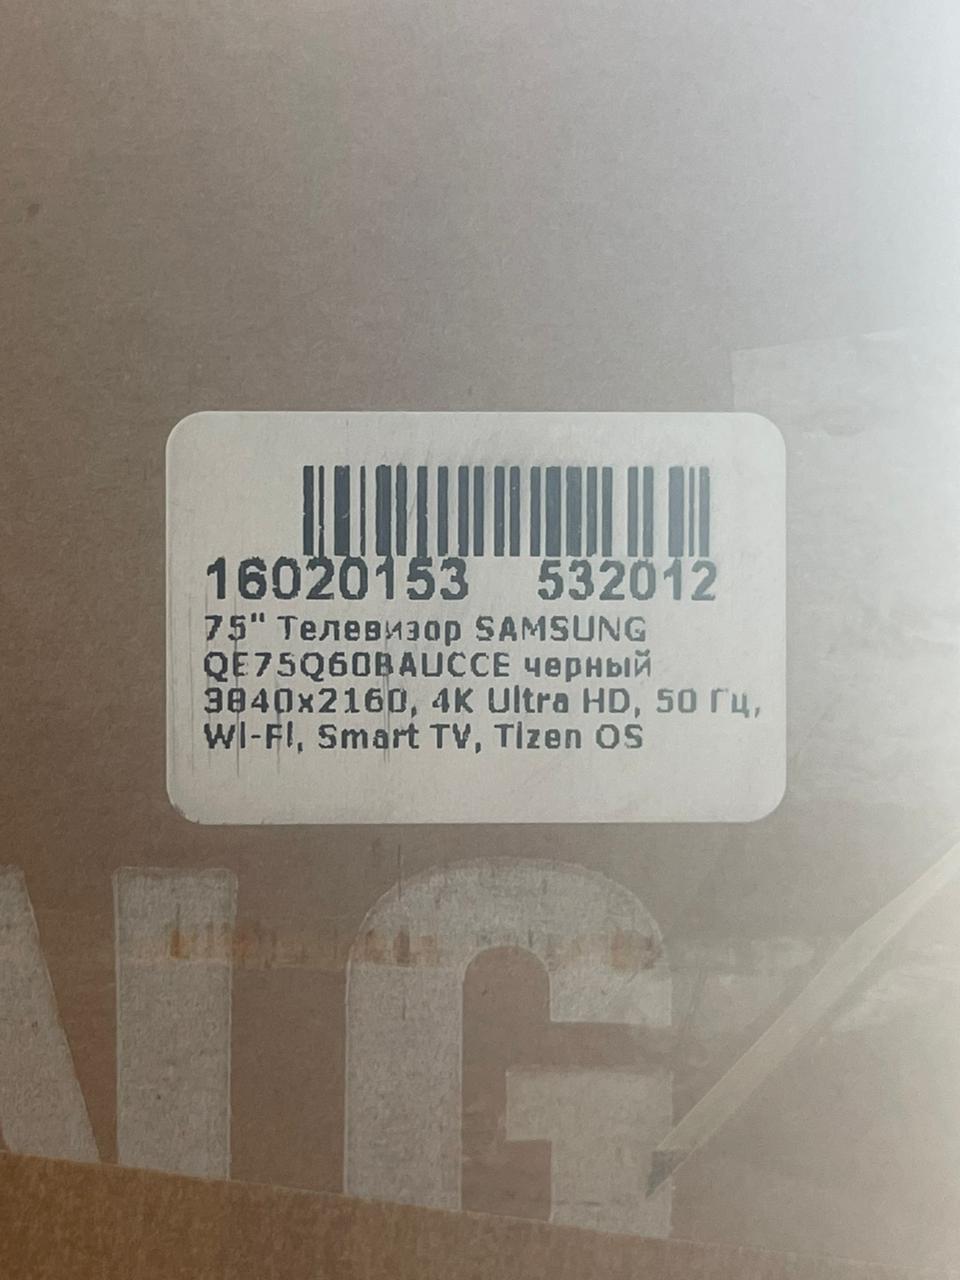 16020153 532012
75" Телевизор SAMSUNG
QE75Q60BAUCCE черный
3840x2160, 4K Ultra HD, 50 Гц,
Wi-Fi, Smart TV, Tizen OS
NG